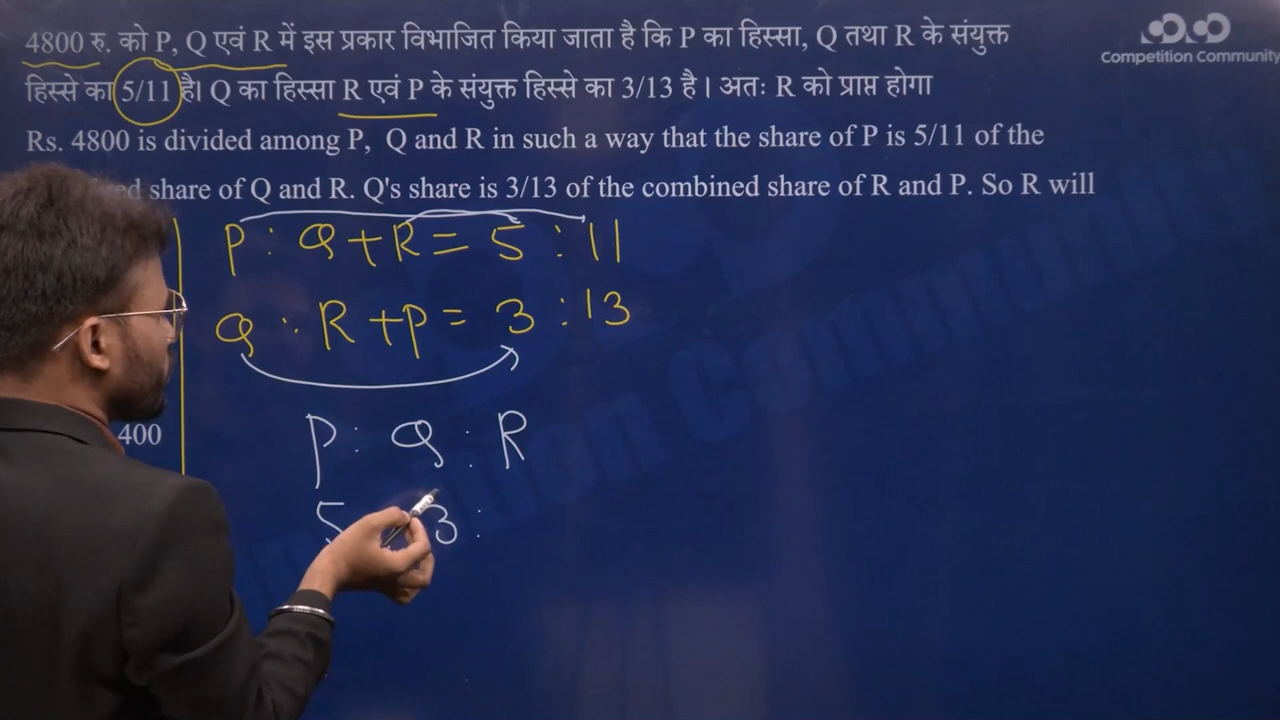 4800 रु. को P, Q एवं R में इस प्रकार विभाजित किया जाता है कि P का हिस्सा, Q तथा R के संयुक्त
Competition Community
हिस्से का 5/11 है। Q का हिस्सा R एवं P के संयुक्त हिस्से का 3/13 है । अतः R को प्राप्त होगा
Rs. 4800 is divided among P, Q and R in such a way that the share of P is 5/11 of the
share of Q and R. Q's share is 3/13 of the combined share of R and P. So R will
P : Q + R = 5 : 11
Q : R + P = 3 : 13
P : Q : R
400
5 3 :